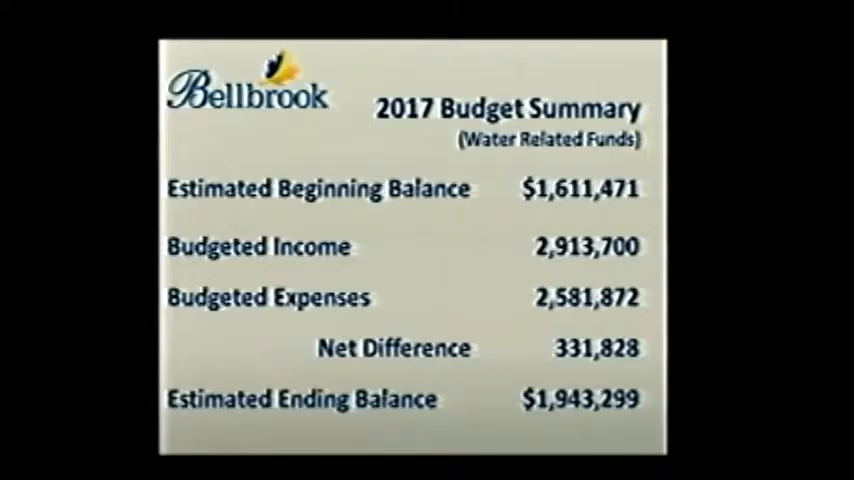 Bellbrook
2017 Budget Summary
(Water Related Funds)
Estimated Beginning Balance $1,611,471
Budgeted Income 2,913,700
Budgeted Expenses 2,581,872
Net Difference 331,828
Estimated Ending Balance $1,943,299